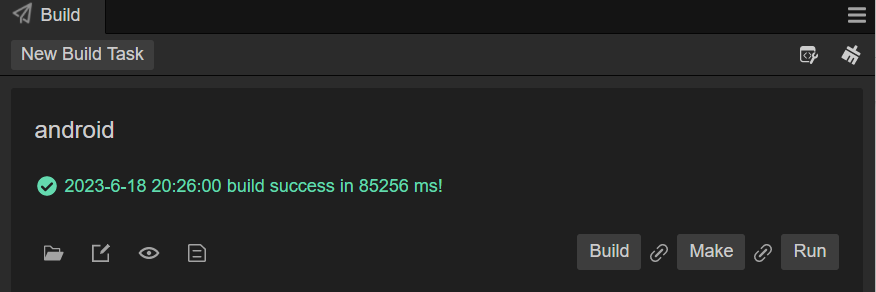 Build
New Build Task
android
2023-6-18 20:26:00 build success in 85256 ms!
Build Make Run